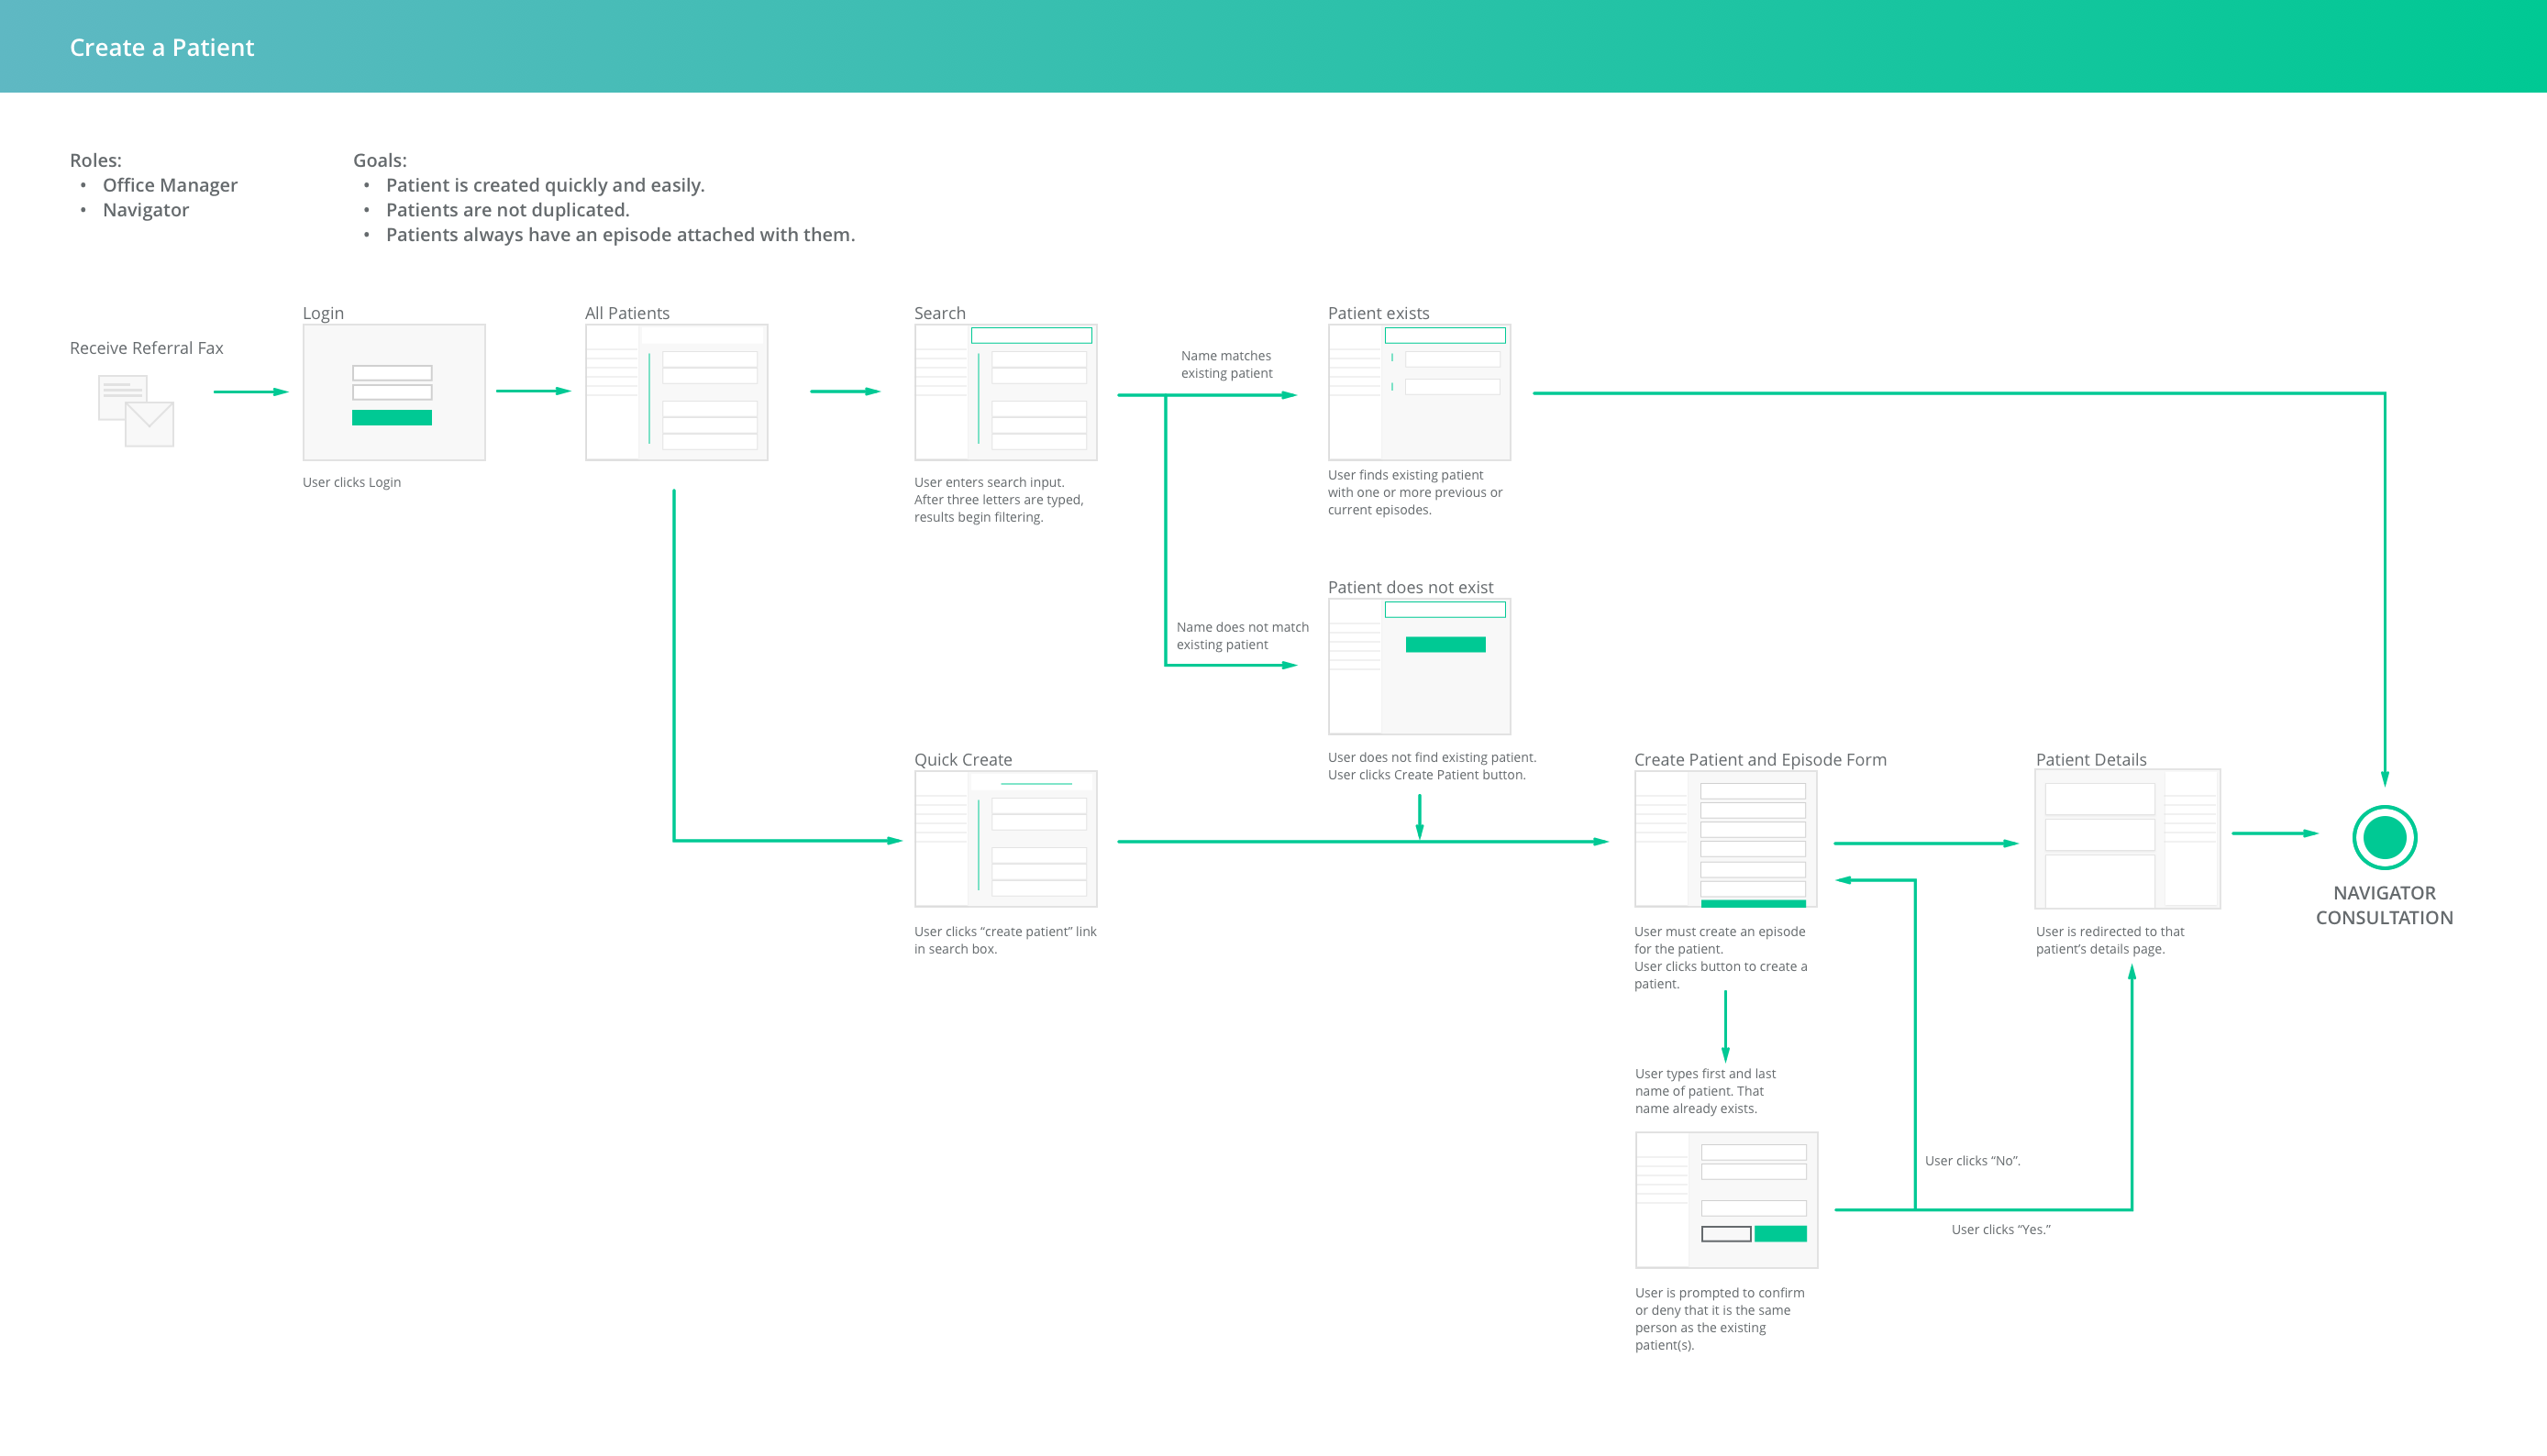 Create a Patient
Roles:
• Office Manager
• Navigator
Goals:
• Patient is created quickly and easily.
• Patients are not duplicated.
• Patients always have an episode attached with them.
Receive Referral Fax
Login
User clicks Login
All Patients
Search
User enters search input.
After three letters are typed,
results begin filtering.
Name matches
existing patient
Patient exists
User finds existing patient
with one or more previous or
current episodes.
Name does not match
existing patient
Patient does not exist
User does not find existing patient.
User clicks Create Patient button.
Quick Create
User clicks “create patient” link
in search box.
Create Patient and Episode Form
User must create an episode
for the patient.
User clicks button to create a
patient.
User types first and last
name of patient. That
name already exists.
User is prompted to confirm
or deny that it is the same
person as the existing
patient(s).
User clicks “No”.
User clicks “Yes.”
Patient Details
User is redirected to that
patient’s details page.
NAVIGATOR
CONSULTATION